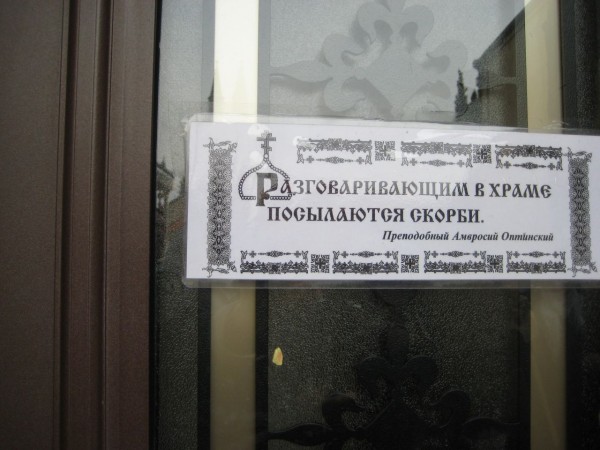 Разговаривающим в храме
посылаются скорби.
Преподобный Амвросий Оптинский